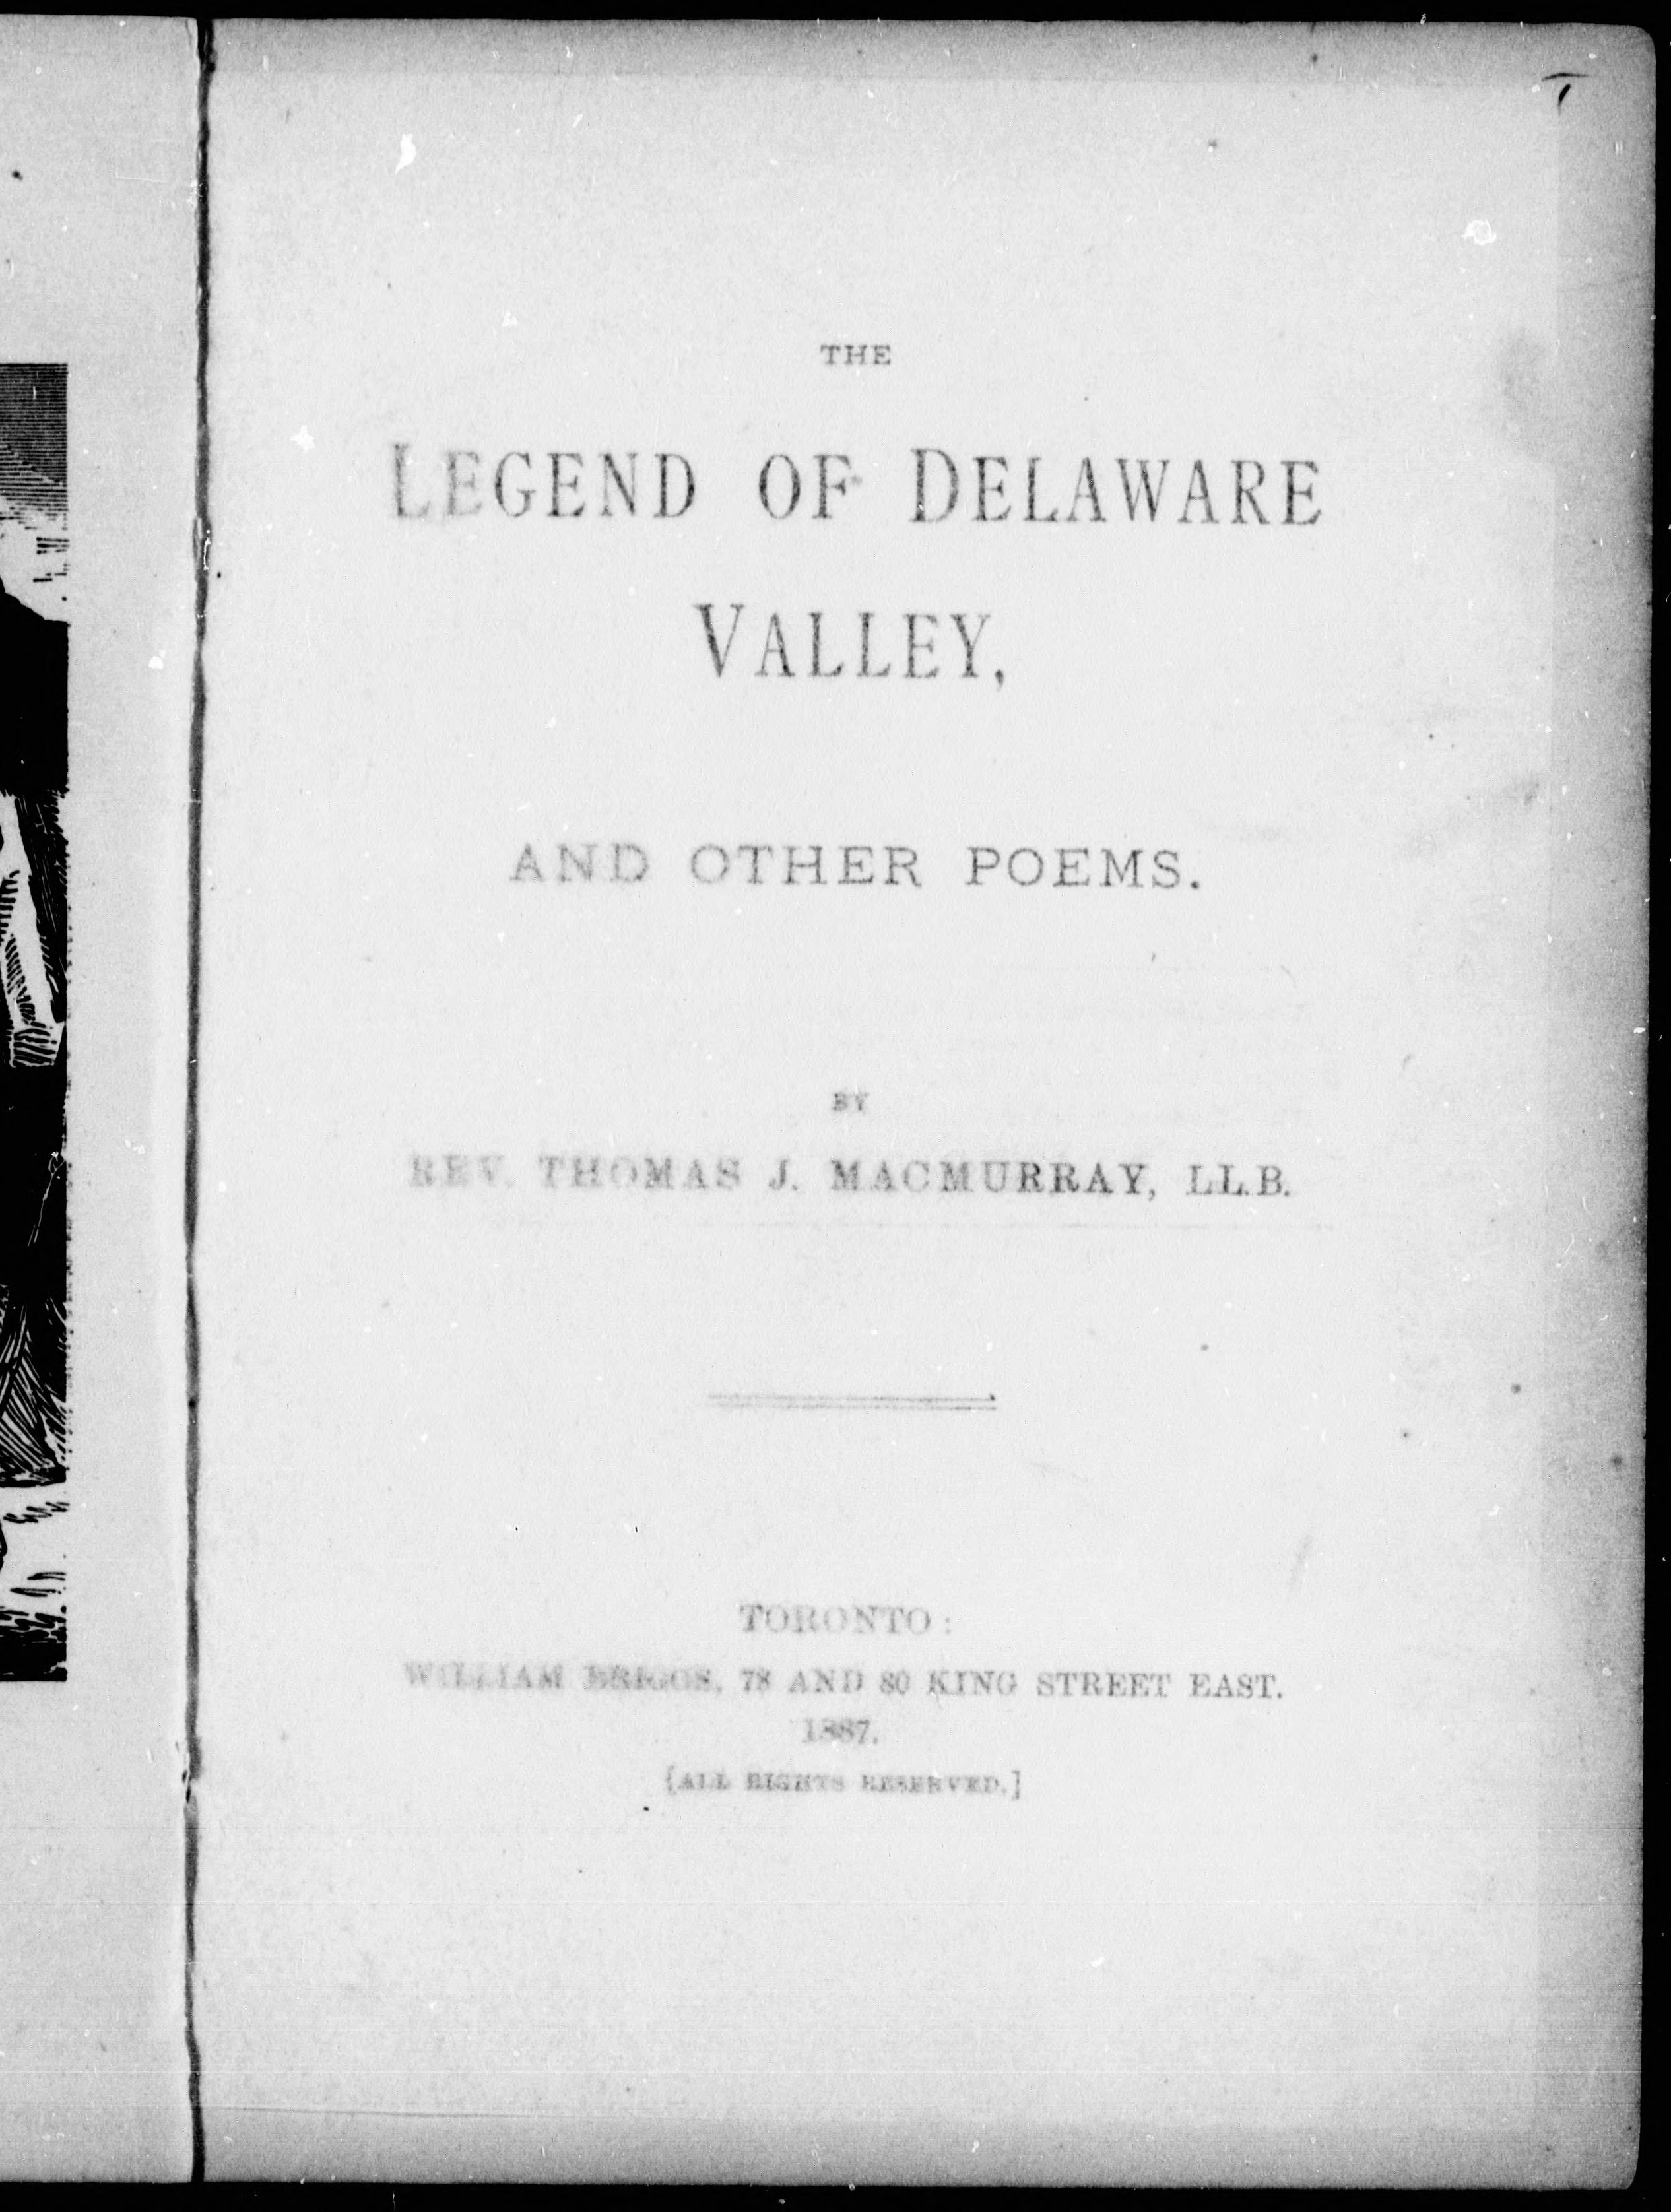 THE
LEGEND OF DELAWARE
VALLEY,
AND OTHER POEMS.
BY
REV. THOMAS J. MACMURRAY, LL.B.
TORONTO:
WILLIAM BRIGGS, 78 AND 80 KING STREET EAST.
1887.
[ALL RIGHTS RESERVED.]